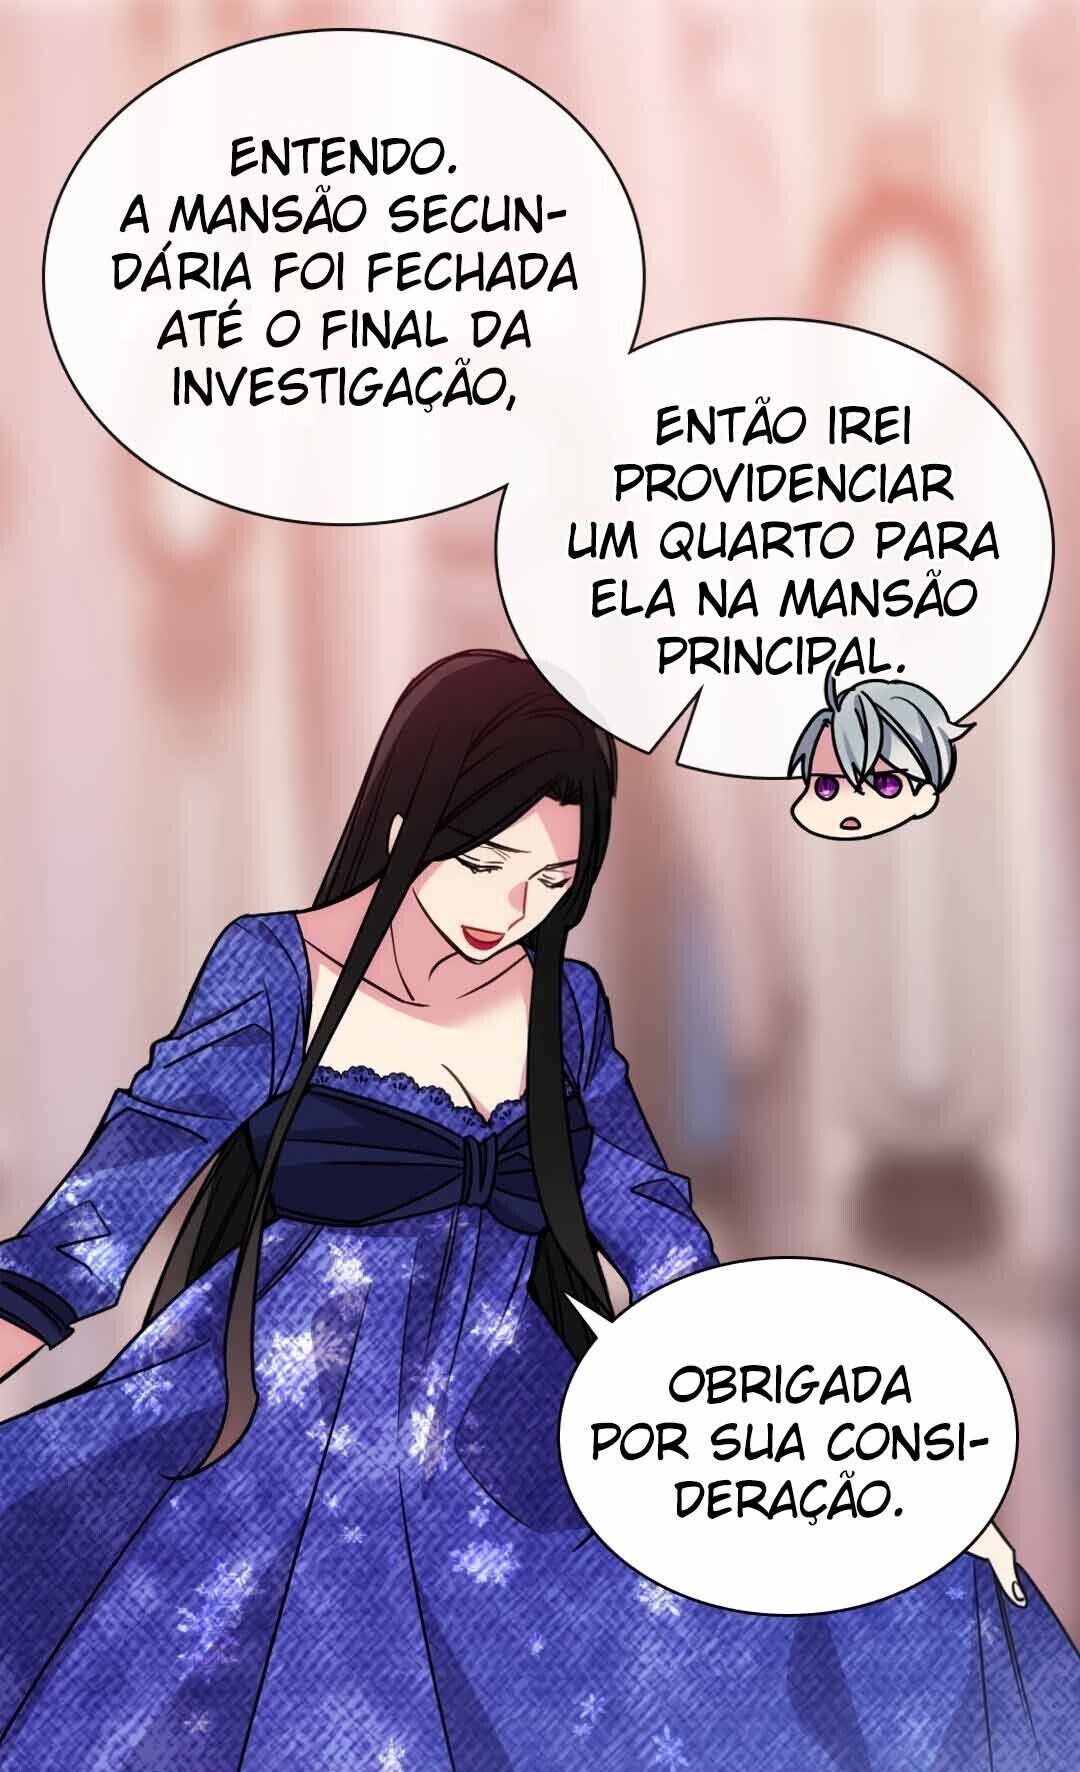 ENTENDO.
A MANSÃO SECUN-
DÁRIA FOI FECHADA
ATÉ O FINAL DA
INVESTIGAÇÃO,
ENTÃO IREI
PROVIDENCIAR
UM QUARTO PARA
ELA NA MANSÃO
PRINCIPAL.
OBRIGADA
POR SUA CONSI-
DERAÇÃO.